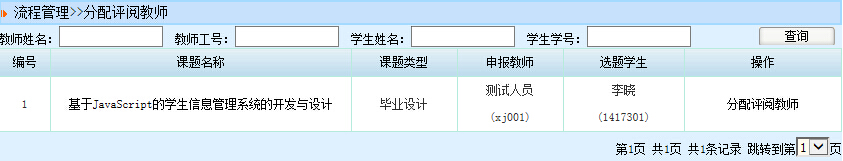 流程管理>>分配评阅教师
教师姓名： 教师工号： 学生姓名： 学生学号： 查询
编号 课题名称 课题类型 申报教师 选题学生 操作
1 基于JavaScript的学生信息管理系统的开发与设计 毕业设计 测试人员 李晓 分配评阅教师
(xj001) (1417301)
第1页 共1页 共1条记录 跳转到第1页